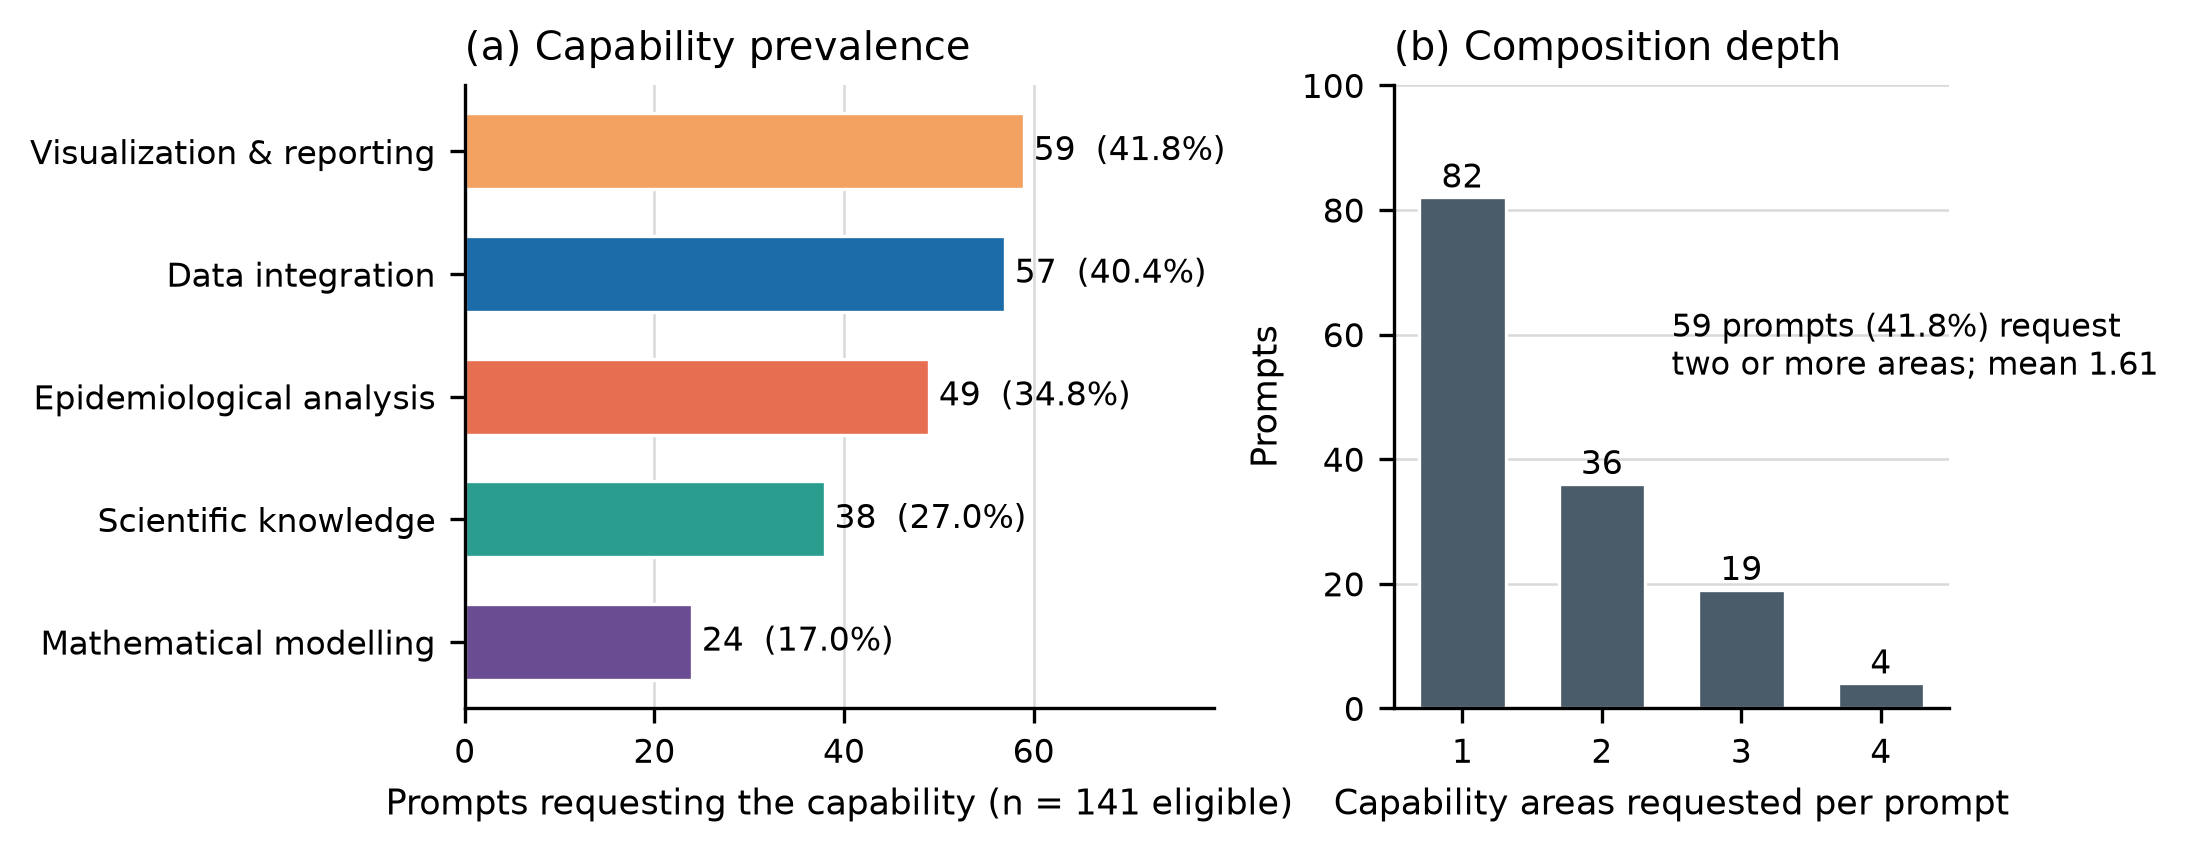 (a) Capability prevalence
Visualization & reporting
59 (41.8%)
Data integration
57 (40.4%)
Epidemiological analysis
49 (34.8%)
Scientific knowledge
38 (27.0%)
Mathematical modelling
24 (17.0%)
0 20 40 60
Prompts requesting the capability (n = 141 eligible)
(b) Composition depth
Prompts
100
80
60
40
20
0
82
36
19
4
59 prompts (41.8%) request
two or more areas; mean 1.61
1 2 3 4
Capability areas requested per prompt